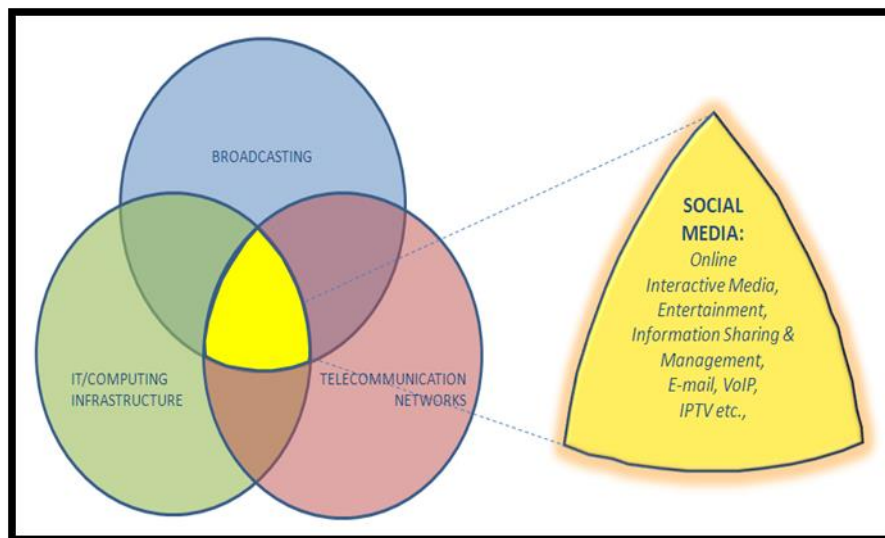 BROADCASTING
IT/COMPUTING
INFRASTRUCTURE
TELECOMMUNICATION
NETWORKS
SOCIAL
MEDIA:
Online
Interactive Media,
Entertainment,
Information Sharing &
Management,
E-mail, VoIP,
IPTV etc.,